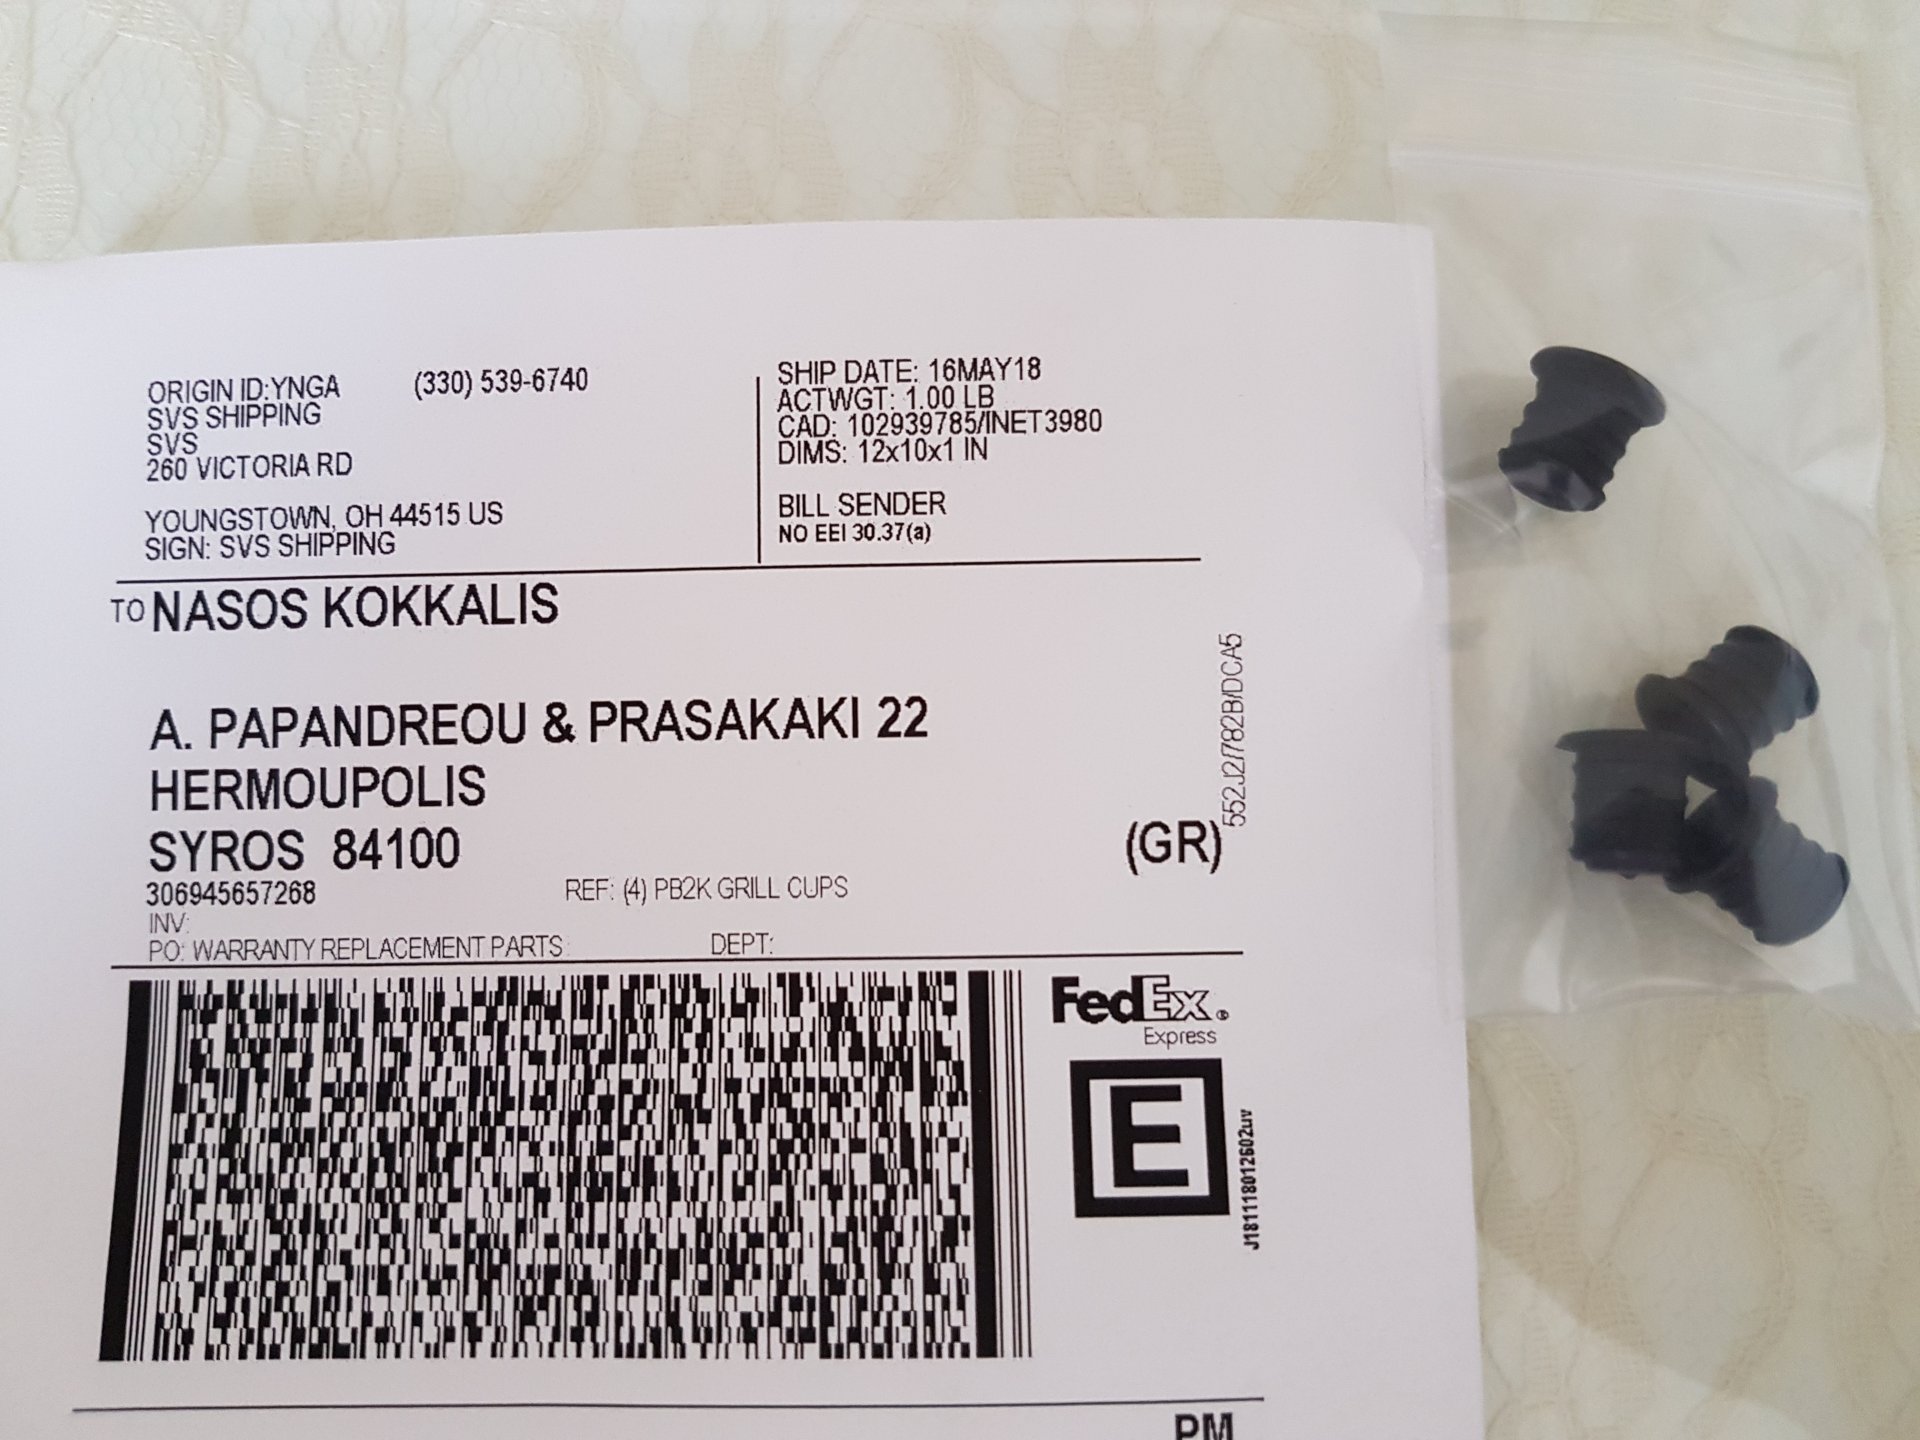 ORIGIN ID:YNGA (330) 539-6740
SVS SHIPPING
SVS
260 VICTORIA RD
YOUNGSTOWN, OH 44515 US
SIGN: SVS SHIPPING
SHIP DATE: 16MAY18
ACTWGT: 1.00 LB
CAD: 102939785/INET3980
DIMS: 12x10x1 IN
BILL SENDER
NO EEI 30.37(a)
TO NASOS KOKKALIS
A. PAPANDREOU & PRASAKAKI 22
HERMOUPOLIS
SYROS 84100
(GR)
306945657268 REF: (4) PB2K GRILL CUPS
INV:
PO: WARRANTY REPLACEMENT PARTS DEPT:
552J2/782B/DCA5
FedEx®
Express
E
J181118012602uv
PM